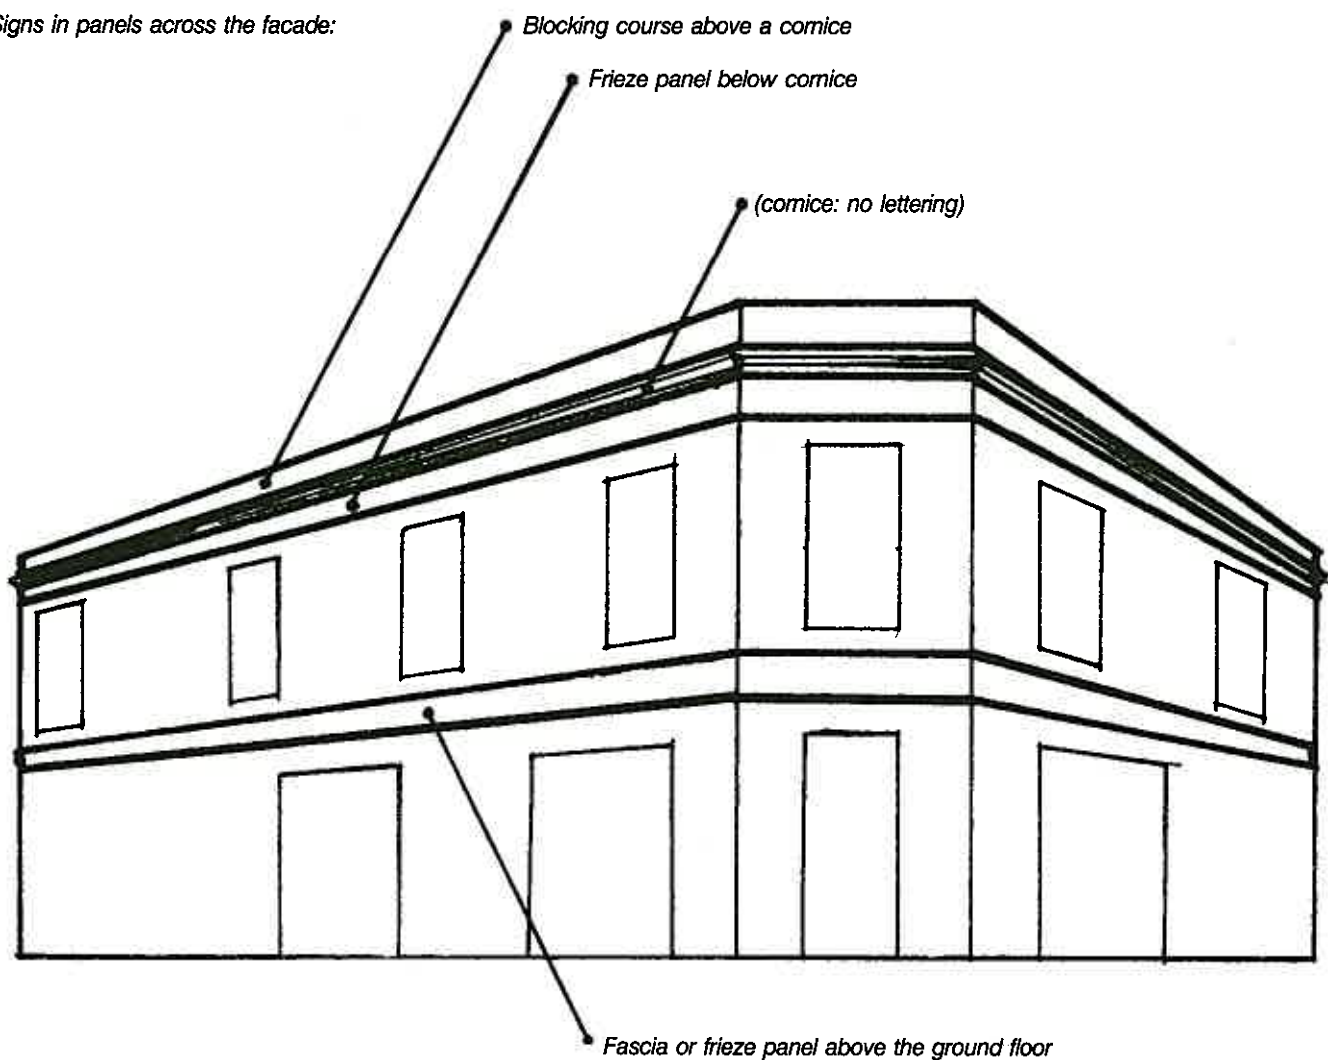 Signs in panels across the facade:
Blocking course above a cornice
Frieze panel below cornice
(cornice: no lettering)
Fascia or frieze panel above the ground floor